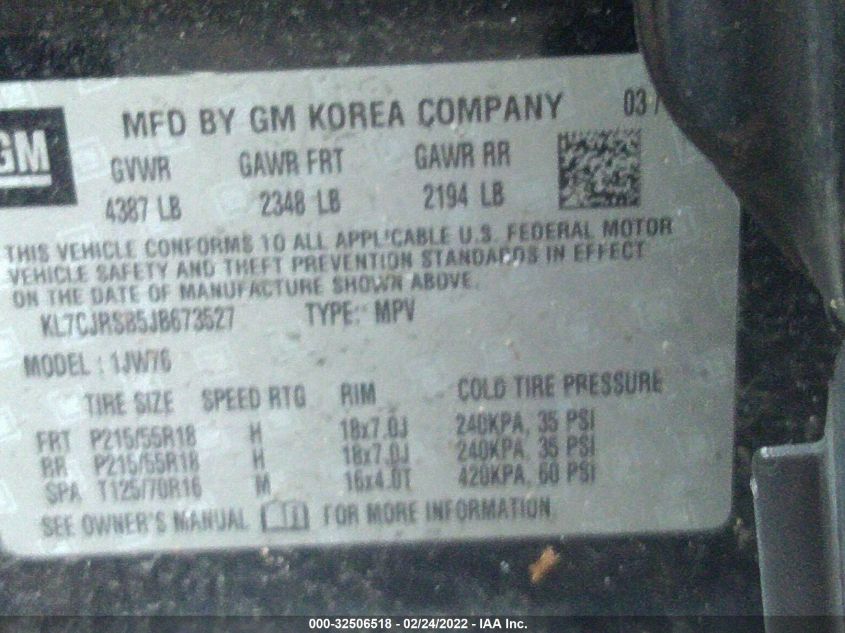 MFD BY GM KOREA COMPANY 03 /
GM
GVWR GAWR FRT GAWR RR
4387 LB 2348 LB 2194 LB
THIS VEHICLE CONFORMS TO ALL APPLICABLE U.S. FEDERAL MOTOR
VEHICLE SAFETY AND THEFT PREVENTION STANDARDS IN EFFECT
ON THE DATE OF MANUFACTURE SHOWN ABOVE.
KL7CJRSB5JB673527 TYPE: MPV
MODEL : 1JW76
TIRE SIZE SPEED RTG RIM COLD TIRE PRESSURE
FRT P215/55R18 H 18x7.0J 240KPA, 35 PSI
RR P215/55R18 H 18x7.0J 240KPA, 35 PSI
SPA T125/70R16 M 16x4.0T 420KPA, 60 PSI
SEE OWNER'S MANUAL FOR MORE INFORMATION
000-32506518 - 02/24/2022 - IAA Inc.